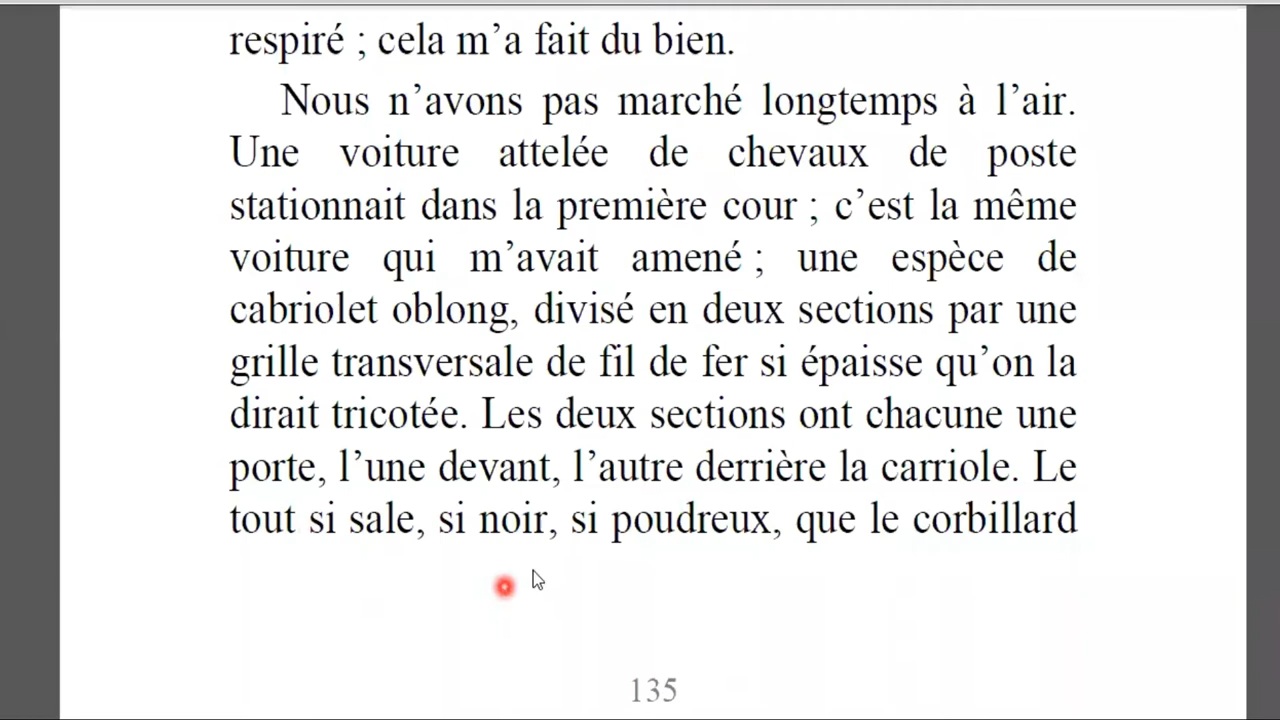 respiré ; cela m’a fait du bien.
Nous n’avons pas marché longtemps à l’air.
Une voiture attelée de chevaux de poste
stationnait dans la première cour ; c’est la même
voiture qui m’avait amené ; une espèce de
cabriolet oblong, divisé en deux sections par une
grille transversale de fil de fer si épaisse qu’on la
dirait tricotée. Les deux sections ont chacune une
porte, l’une devant, l’autre derrière la carriole. Le
tout si sale, si noir, si poudreux, que le corbillard
135